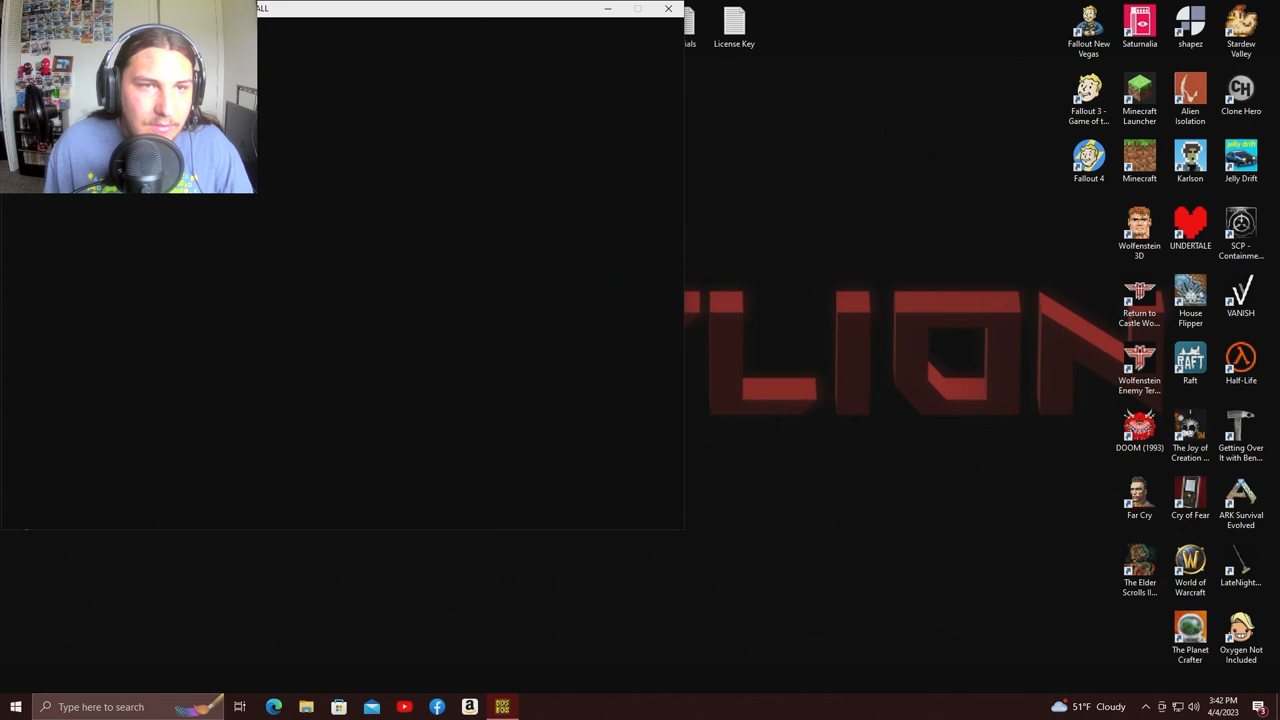 ALL
ials
License Key
Fallout New
Vegas
Saturnalia
shapez
Stardew
Valley
Fallout 3 -
Game of t...
Minecraft
Launcher
Alien
Isolation
Clone Hero
Fallout 4
Minecraft
Karlson
Jelly Drift
Wolfenstein
3D
UNDERTALE
SCP -
Containme...
Return to
Castle Wo...
House
Flipper
VANISH
Wolfenstein
Enemy Ter...
Raft
Half-Life
DOOM (1993)
The Joy of
Creation ...
Getting Over
It with Ben...
Far Cry
Cry of Fear
ARK Survival
Evolved
The Elder
Scrolls II...
World of
Warcraft
LateNight...
The Planet
Crafter
Oxygen Not
Included
LION
Type here to search
51°F Cloudy
3:42 PM
4/4/2023